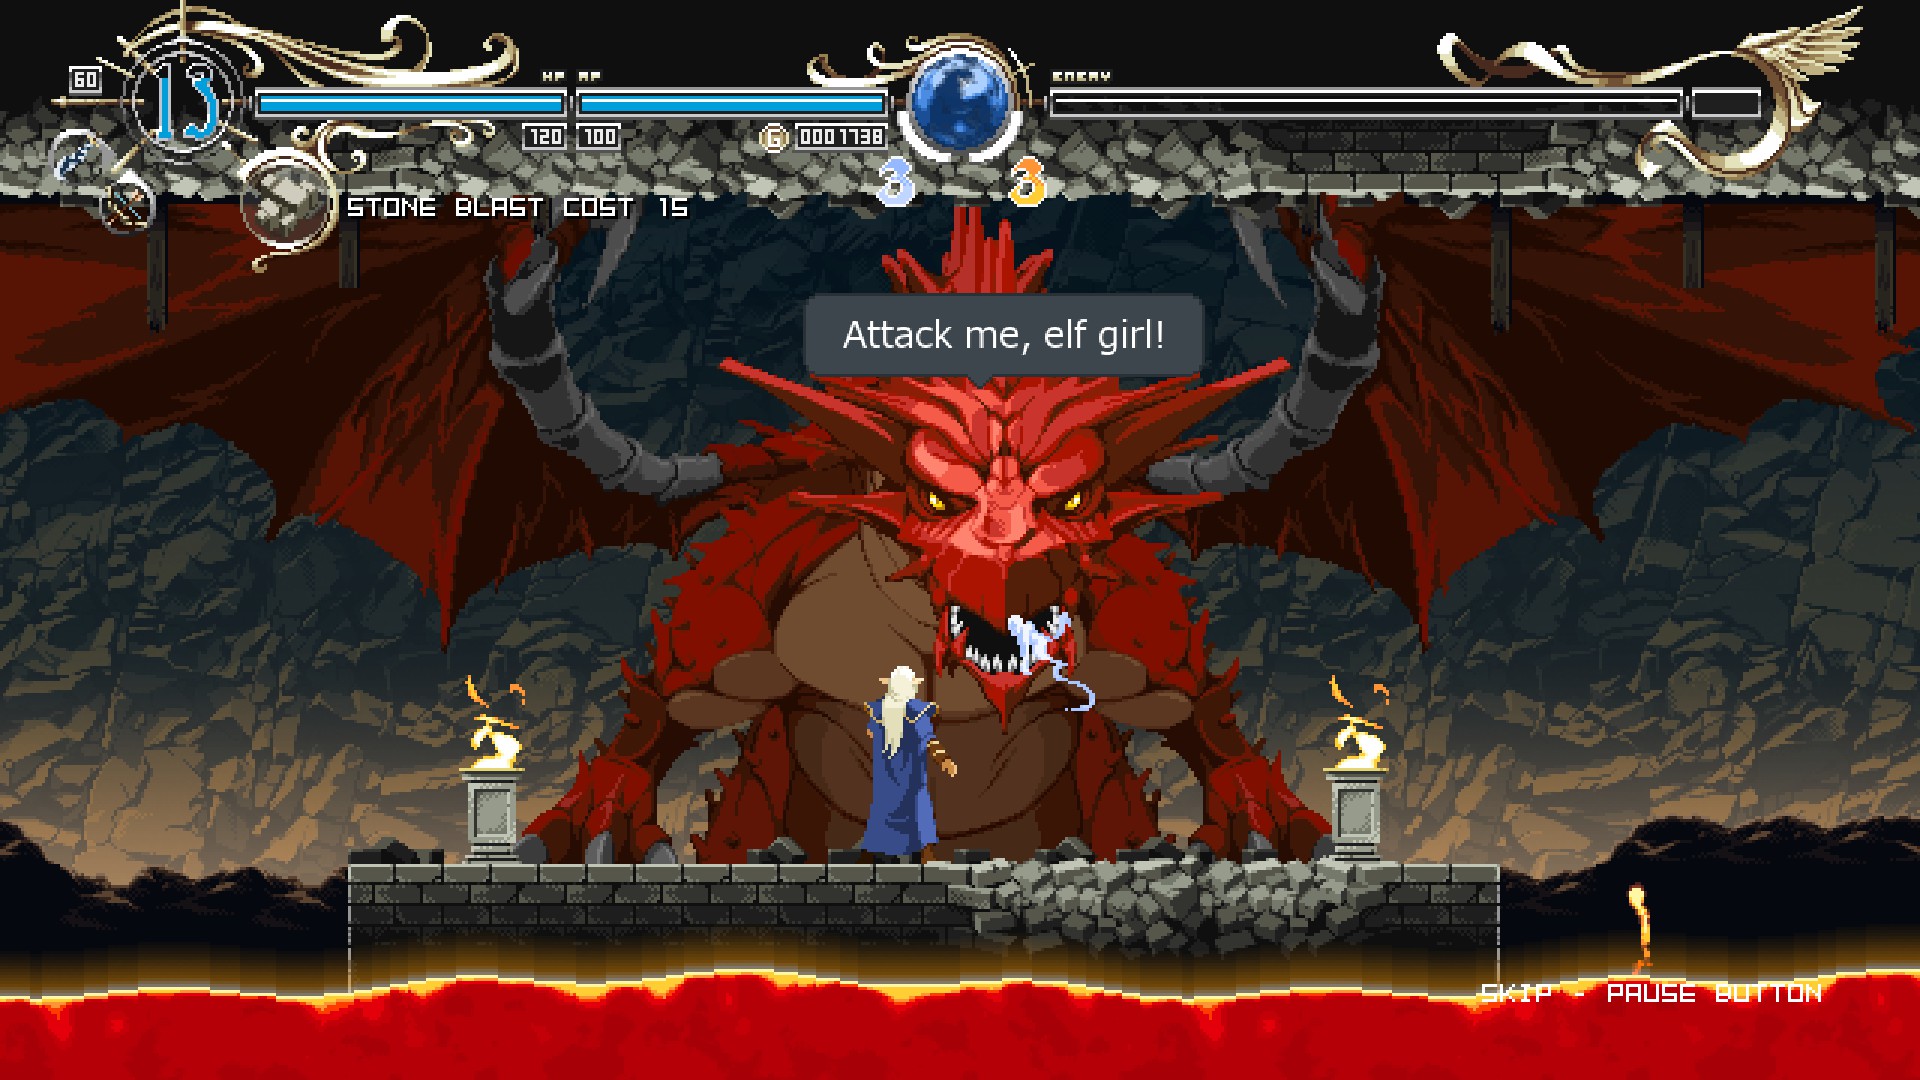 60
13
HP MP
ENEMY
120 100
G 0001738
3 3
STONE BLAST COST 15
Attack me, elf girl!
SKIP - PAUSE BUTTON